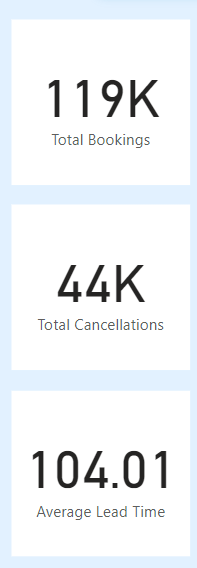 119K
Total Bookings
44K
Total Cancellations
104.01
Average Lead Time